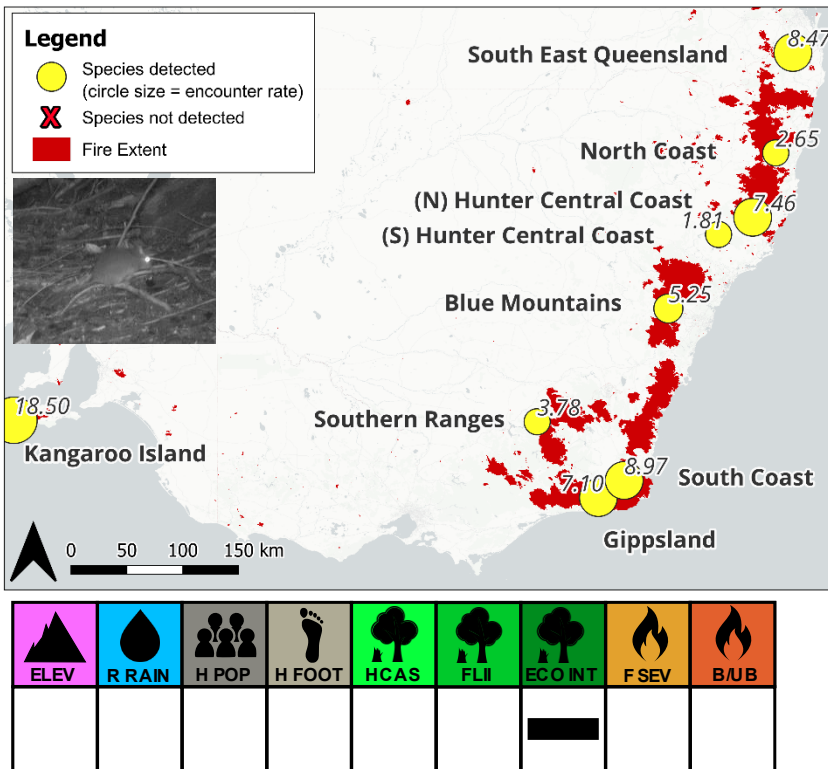 Legend
Species detected
(circle size = encounter rate)
X Species not detected
Fire Extent
South East Queensland
8.47
North Coast
2.65
(N) Hunter Central Coast
7.46
1.81
(S) Hunter Central Coast
Blue Mountains
5.25
Southern Ranges
3.78
18.50
Kangaroo Island
8.97
7.10
South Coast
Gippsland
0 50 100 150 km
ELEV R RAIN H POP H FOOT HCAS FLII ECO INT F SEV B/UB